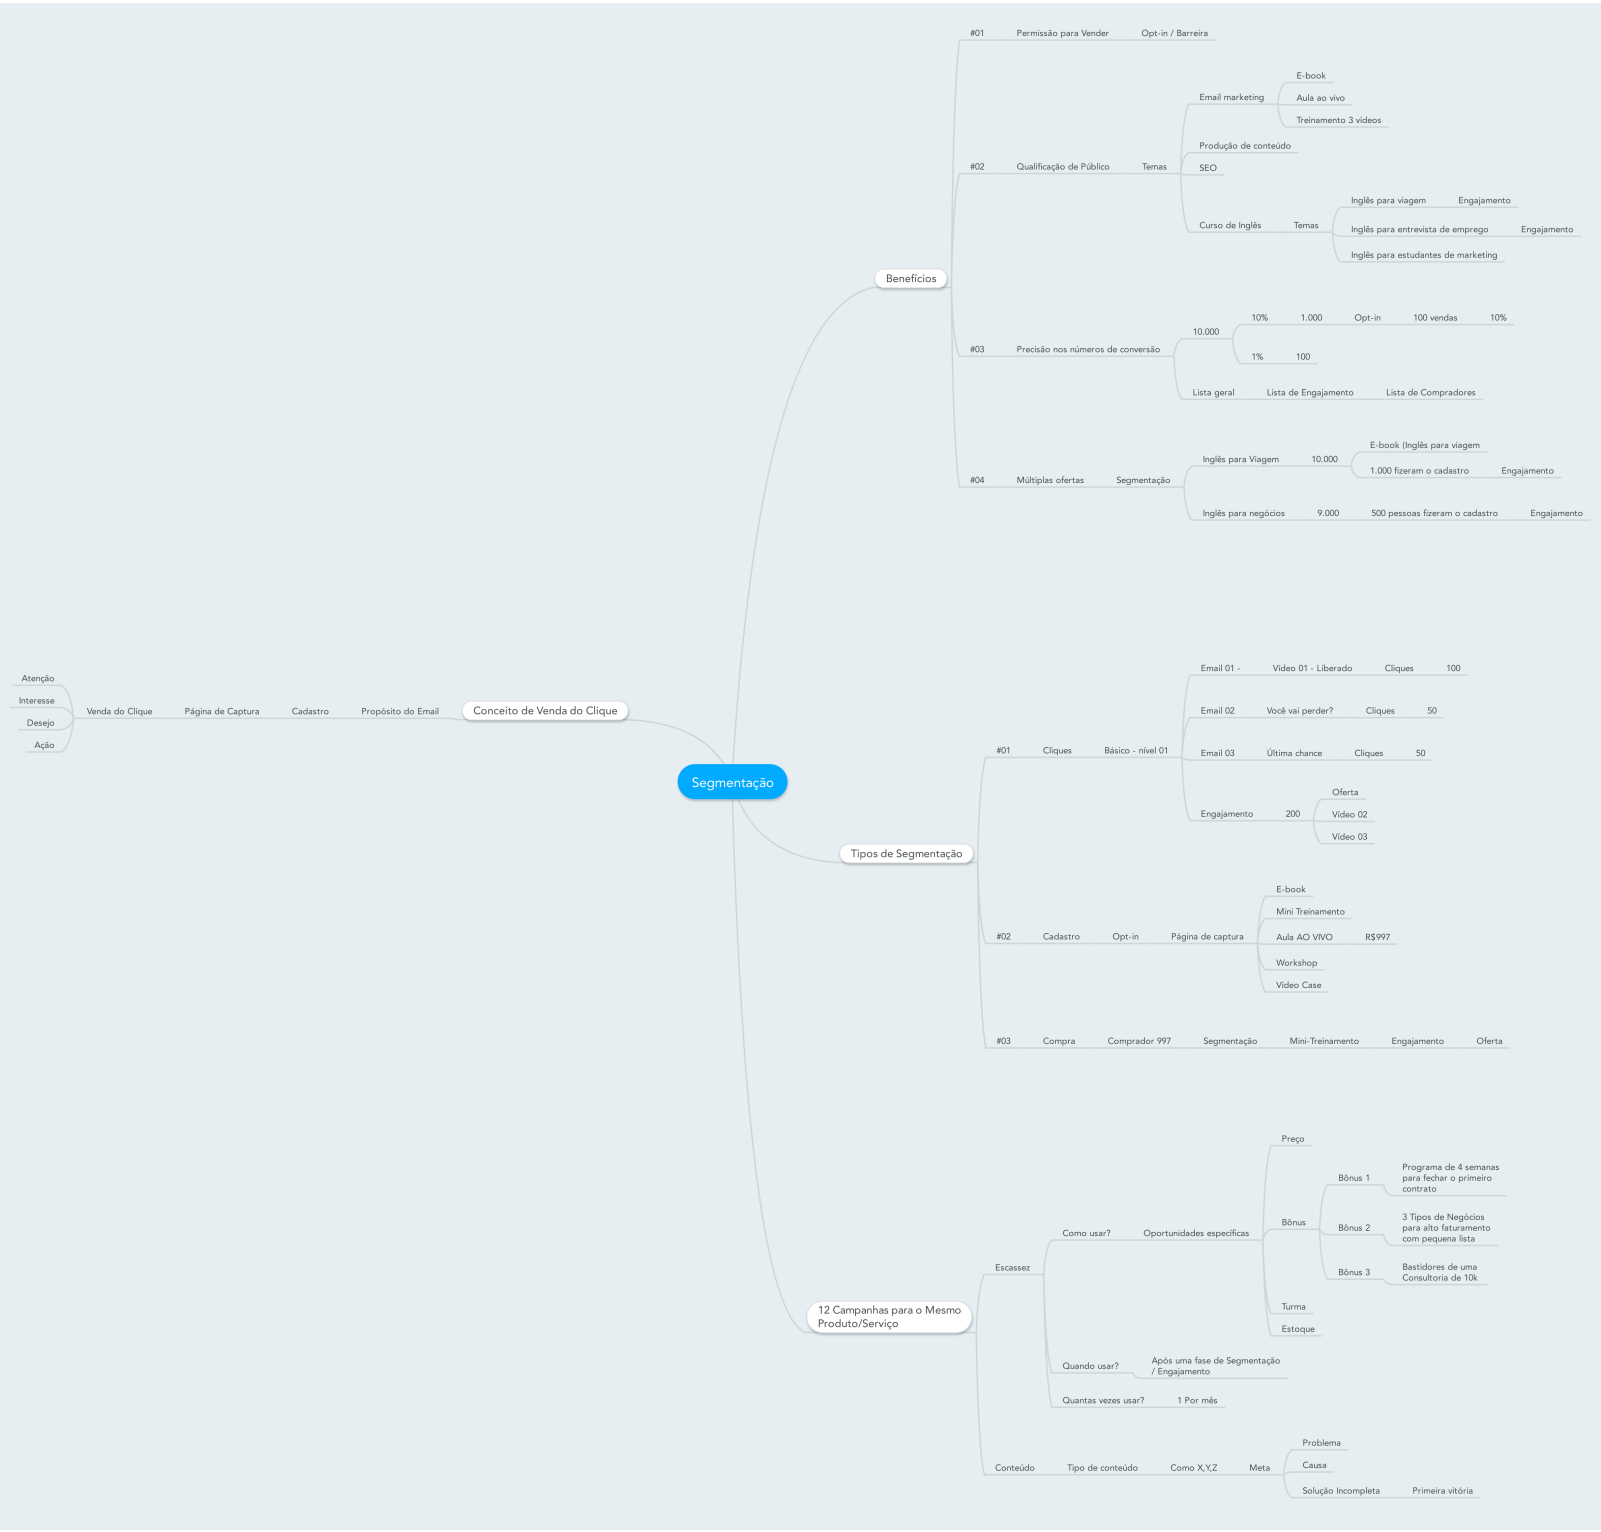 #01 Permissão para Vender Opt-in / Barreira
E-book
Email marketing
Aula ao vivo
Treinamento 3 vídeos
Produção de conteúdo
#02 Qualificação de Público Temas
SEO
Inglês para viagem Engajamento
Curso de Inglês Temas
Inglês para entrevista de emprego Engajamento
Inglês para estudantes de marketing
Benefícios
10% 1.000 Opt-in 100 vendas 10%
10.000
#03 Precisão nos números de conversão
1% 100
Lista geral Lista de Engajamento Lista de Compradores
E-book (Inglês para viagem
Inglês para Viagem 10.000
1.000 fizeram o cadastro Engajamento
#04 Múltiplas ofertas Segmentação
Inglês para negócios 9.000 500 pessoas fizeram o cadastro Engajamento
Atenção
Interesse
Desejo
Ação
Venda do Clique Página de Captura Cadastro Propósito do Email Conceito de Venda do Clique
Segmentação
Email 01 - Vídeo 01 - Liberado Cliques 100
Email 02 Você vai perder? Cliques 50
#01 Cliques Básico - nível 01
Email 03 Última chance Cliques 50
Oferta
Engajamento 200
Vídeo 02
Vídeo 03
Tipos de Segmentação
E-book
Mini Treinamento
#02 Cadastro Opt-in Página de captura
Aula AO VIVO R$997
Workshop
Vídeo Case
#03 Compra Comprador 997 Segmentação Mini-Treinamento Engajamento Oferta
Preço
Programa de 4 semanas
Bônus 1
para fechar o primeiro
contrato
3 Tipos de Negócios
Bônus
Bônus 2
para alto faturamento
com pequena lista
Como usar? Oportunidades específicas
Bastidores de uma
Bônus 3
Consultoria de 10k
Escassez
Turma
Estoque
12 Campanhas para o Mesmo
Produto/Serviço
Após uma fase de Segmentação
Quando usar?
/ Engajamento
Quantas vezes usar? 1 Por mês
Problema
Causa
Conteúdo Tipo de conteúdo Como X,Y,Z Meta
Solução Incompleta Primeira vitória